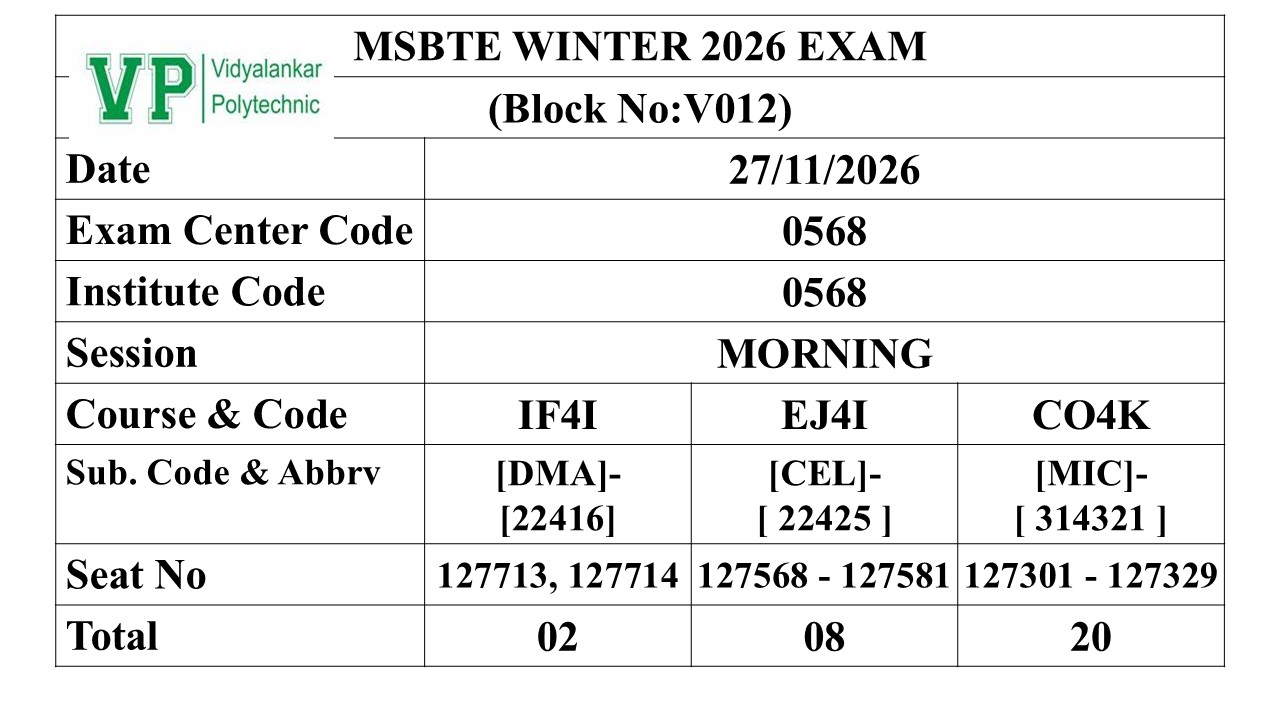 MSBTE WINTER 2026 EXAM
VP Vidyalankar
Polytechnic
(Block No:V012)
Date 27/11/2026
Exam Center Code 0568
Institute Code 0568
Session MORNING
Course & Code IF4I EJ4I CO4K
Sub. Code & Abbrv [DMA]- [CEL]- [MIC]-
[22416] [ 22425 ] [ 314321 ]
Seat No 127713, 127714 127568 - 127581 127301 - 127329
Total 02 08 20